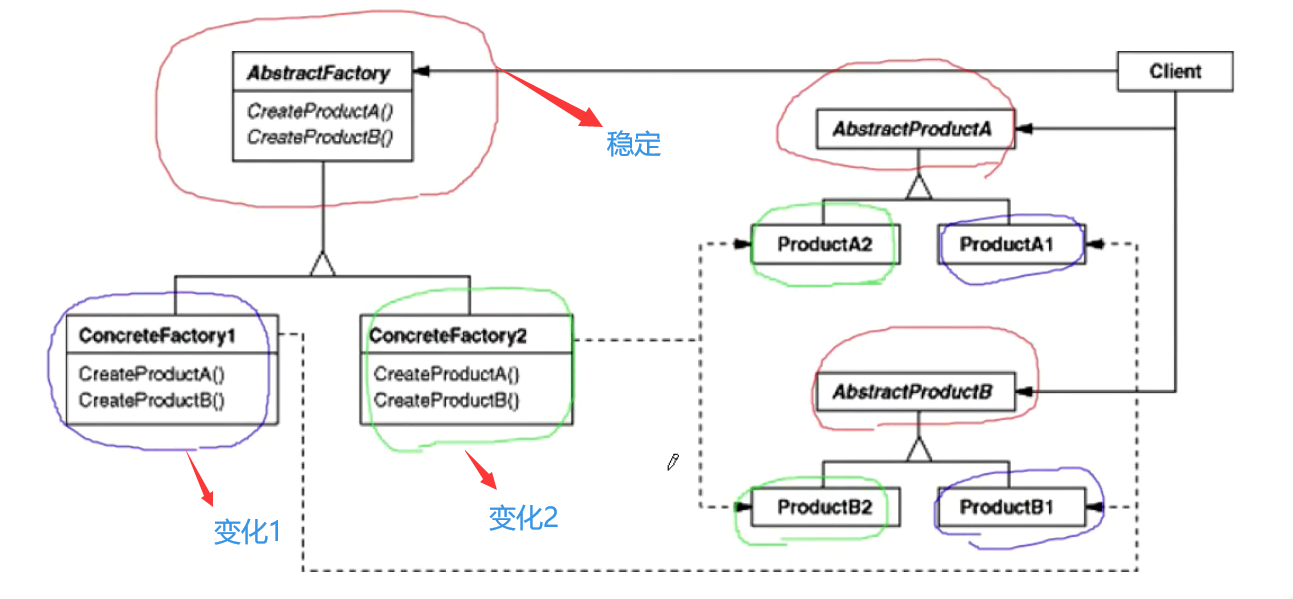 AbstractFactory
CreateProductA()
CreateProductB()
Client
稳定
AbstractProductA
ProductA2
ProductA1
ConcreteFactory1
CreateProductA()
CreateProductB()
ConcreteFactory2
CreateProductA()
CreateProductB()
AbstractProductB
ProductB2
ProductB1
变化1
变化2